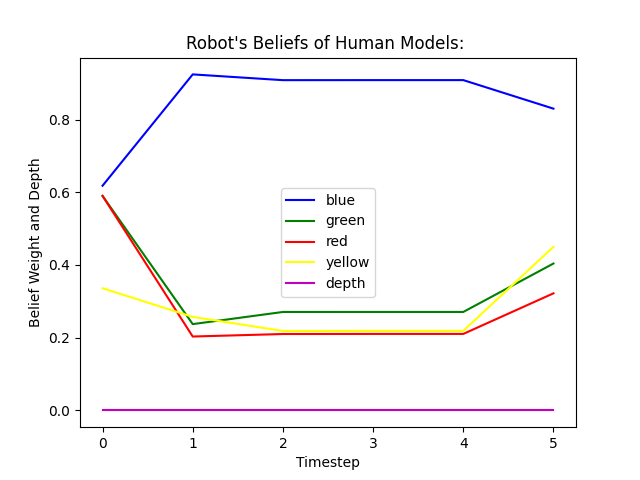 Robot's Beliefs of Human Models:
Belief Weight and Depth
0.8
0.6
0.4
0.2
0.0
blue
green
red
yellow
depth
0 1 2 3 4 5
Timestep